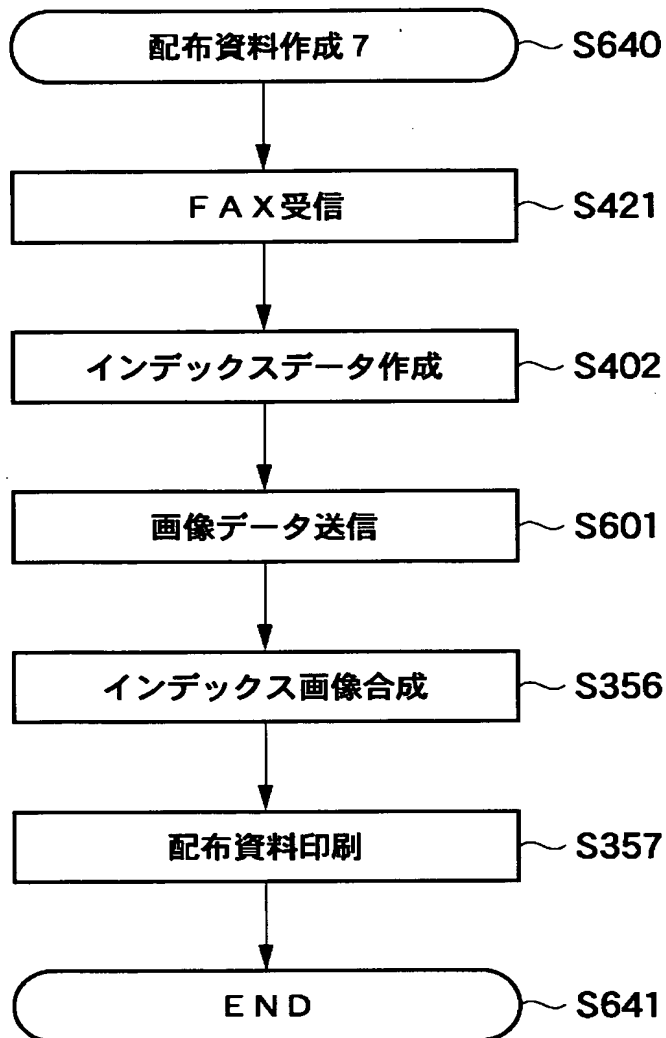 配布資料作成７ S640
ＦＡＸ受信 S421
インデックスデータ作成 S402
画像データ送信 S601
インデックス画像合成 S356
配布資料印刷 S357
ＥＮＤ S641